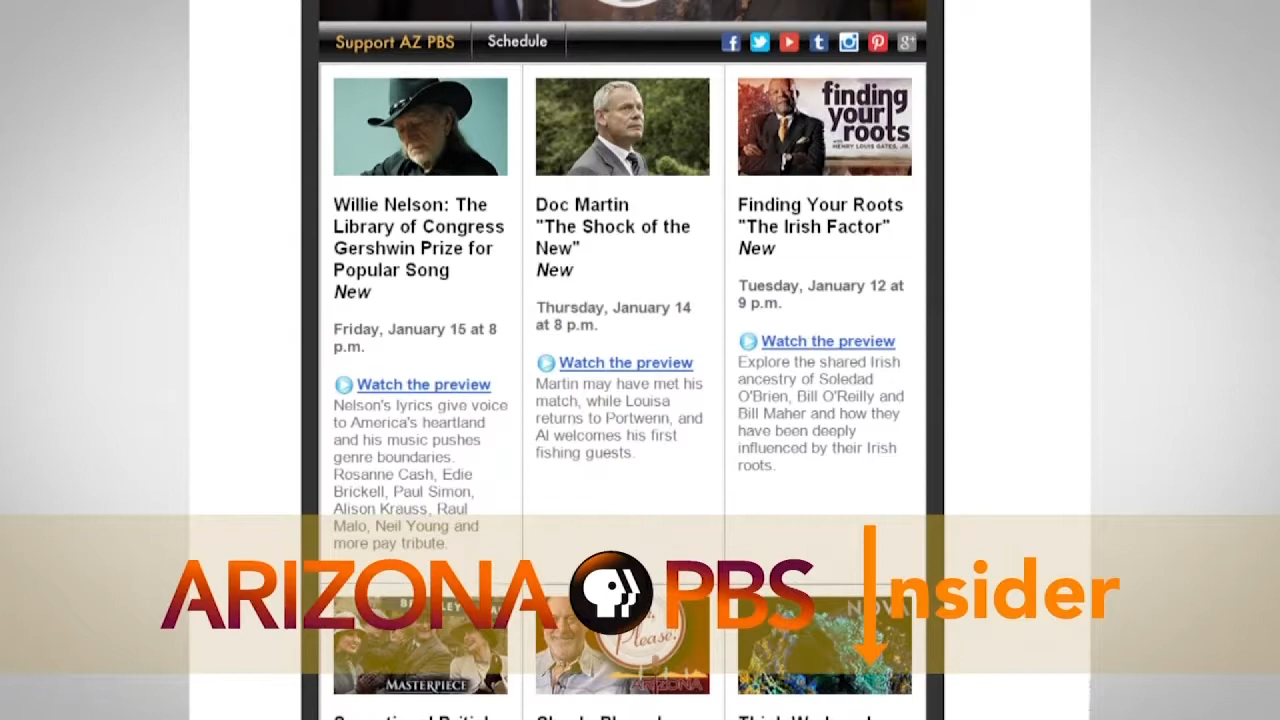 Support AZ PBS
Schedule
finding
your
roots
WITH
HENRY LOUIS GATES, JR.
Willie Nelson: The
Library of Congress
Gershwin Prize for
Popular Song
New
Friday, January 15 at 8
p.m.
Watch the preview
Nelson's lyrics give voice
to America's heartland
and his music pushes
genre boundaries.
Rosanne Cash, Edie
Brickell, Paul Simon,
Alison Krauss, Raul
Malo, Neil Young and
more pay tribute.
Doc Martin
"The Shock of the
New"
New
Thursday, January 14
at 8 p.m.
Watch the preview
Martin may have met his
match, while Louisa
returns to Portwenn, and
Al welcomes his first
fishing guests.
Finding Your Roots
"The Irish Factor"
New
Tuesday, January 12 at
9 p.m.
Watch the preview
Explore the shared Irish
ancestry of Soledad
O'Brien, Bill O'Reilly and
Bill Maher and how they
have been deeply
influenced by their Irish
roots.
ARIZONA PBS Insider
MASTERPIECE
Please!
ARIZONA
NOVA